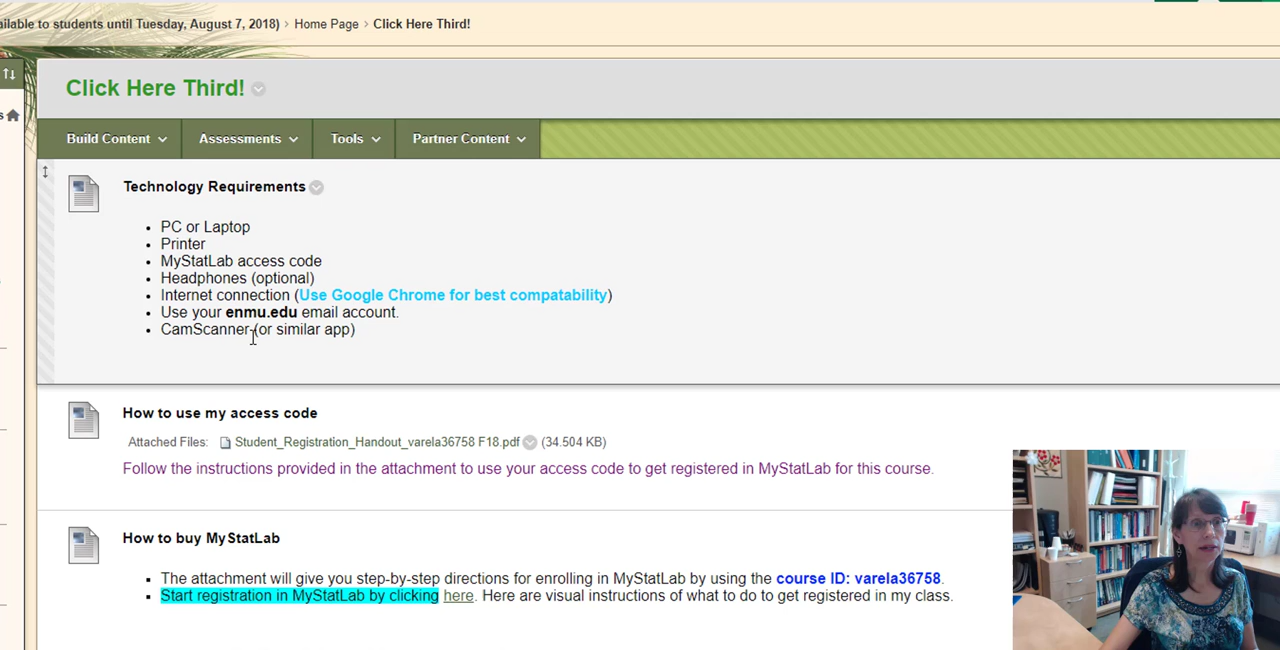 ailable to students until Tuesday, August 7, 2018) > Home Page > Click Here Third!
Click Here Third!
Build Content Assessments Tools Partner Content
Technology Requirements
• PC or Laptop
• Printer
• MyStatLab access code
• Headphones (optional)
• Internet connection (Use Google Chrome for best compatability)
• Use your enmu.edu email account.
• CamScanner (or similar app)
How to use my access code
Attached Files: Student_Registration_Handout_varela36758 F18.pdf (34.504 KB)
Follow the instructions provided in the attachment to use your access code to get registered in MyStatLab for this course.
How to buy MyStatLab
▪ The attachment will give you step-by-step directions for enrolling in MyStatLab by using the course ID: varela36758.
▪ Start registration in MyStatLab by clicking here. Here are visual instructions of what to do to get registered in my class.